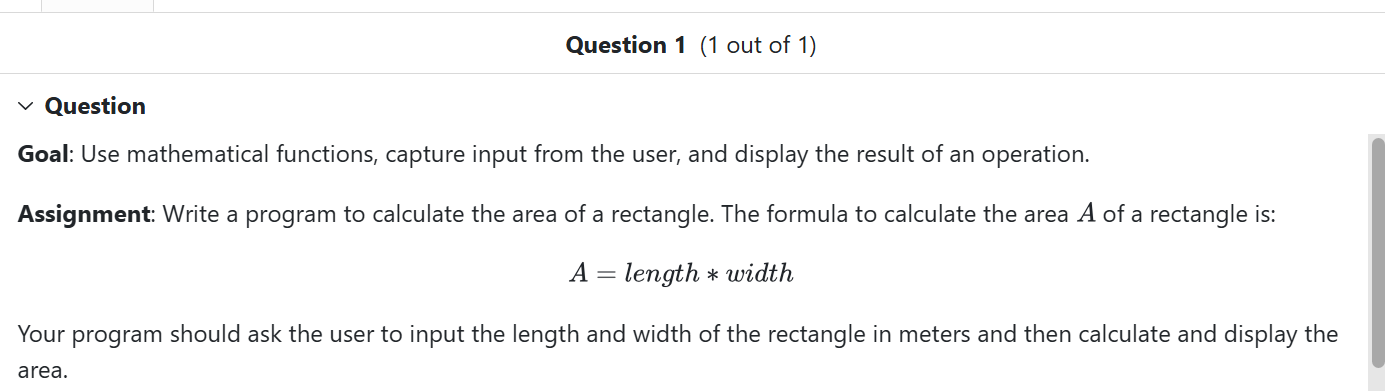 Question 1 (1 out of 1)
Question
Goal: Use mathematical functions, capture input from the user, and display the result of an operation.
Assignment: Write a program to calculate the area of a rectangle. The formula to calculate the area A of a rectangle is:
A = length * width
Your program should ask the user to input the length and width of the rectangle in meters and then calculate and display the
area.